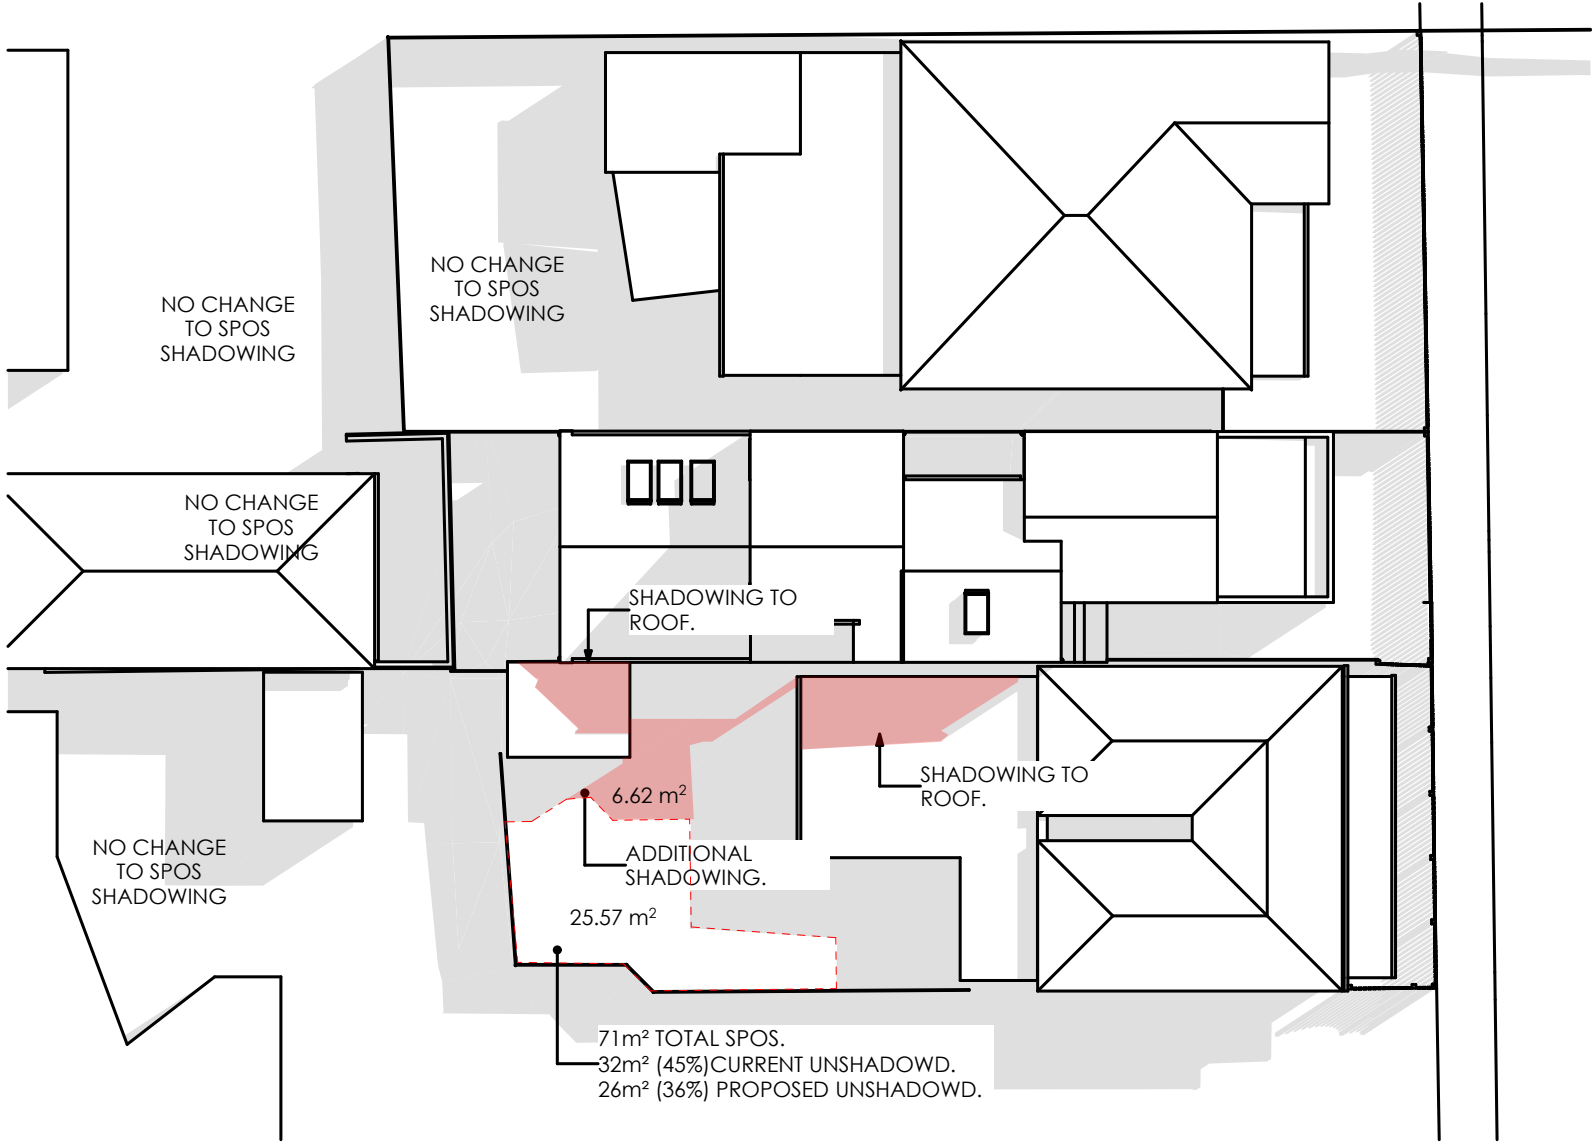 NO CHANGE
TO SPOS
SHADOWING
NO CHANGE
TO SPOS
SHADOWING
NO CHANGE
TO SPOS
SHADOWING
SHADOWING TO
ROOF.
SHADOWING TO
ROOF.
6.62 m²
ADDITIONAL
SHADOWING.
NO CHANGE
TO SPOS
SHADOWING
25.57 m²
71m² TOTAL SPOS.
32m² (45%)CURRENT UNSHADOWD.
26m² (36%) PROPOSED UNSHADOWD.